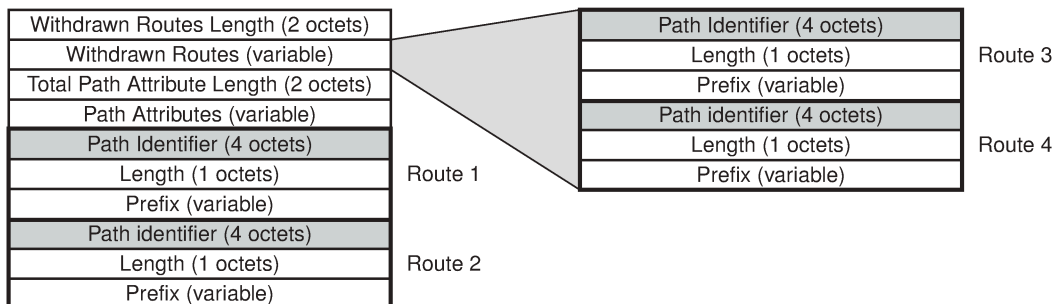 Withdrawn Routes Length (2 octets)
Withdrawn Routes (variable)
Total Path Attribute Length (2 octets)
Path Attributes (variable)
Path Identifier (4 octets)
Length (1 octets)
Prefix (variable)
Route 1
Path identifier (4 octets)
Length (1 octets)
Prefix (variable)
Route 2
Path Identifier (4 octets)
Length (1 octets)
Prefix (variable)
Route 3
Path identifier (4 octets)
Length (1 octets)
Prefix (variable)
Route 4